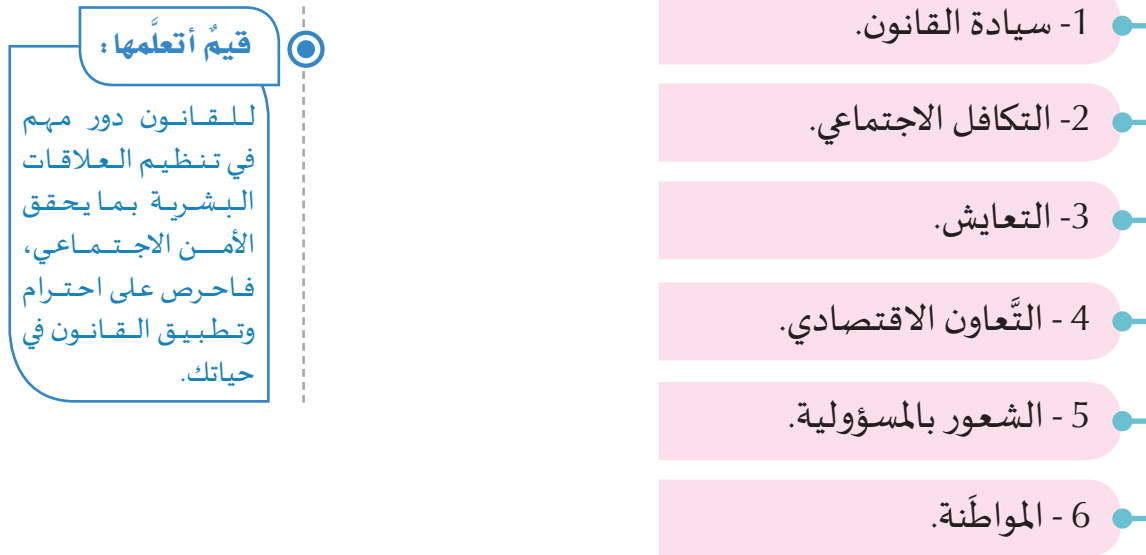 1- سيادة القانون.
2- التكافل الاجتماعي.
3- التعايش.
4 - التَّعاون الاقتصادي.
5 - الشعور بالمسؤولية.
6 - المواطَنة.
قيمٌ أتعلَّمها :
للقانون دور مهم
في تنظيم العلاقات
البشرية بما يحقق
الأمن الاجتماعي،
فاحرص على احترام
وتطبيق القانون في
حياتك.